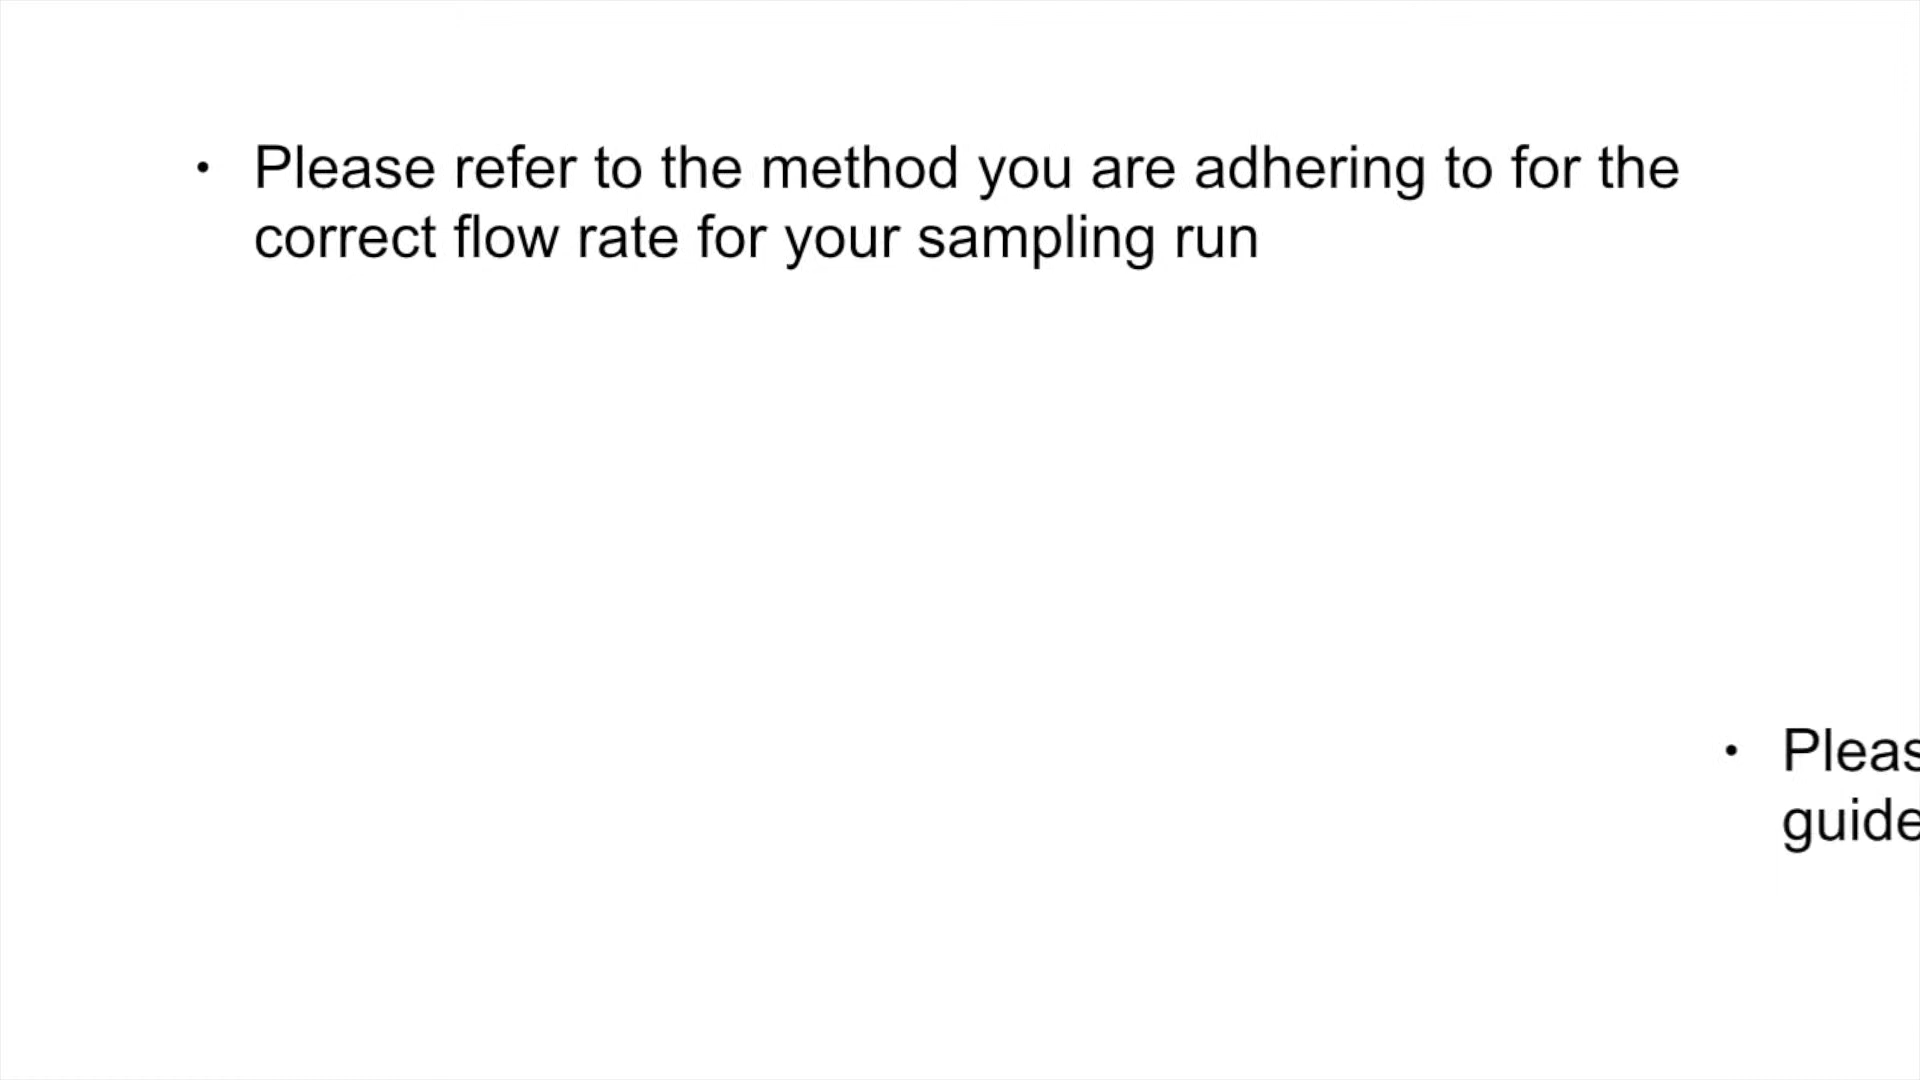 • Please refer to the method you are adhering to for the
correct flow rate for your sampling run
•